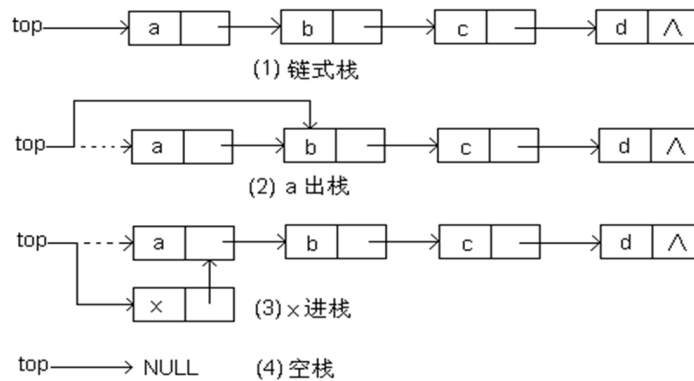 top a b c d ∧
(1) 链式栈
top a b c d ∧
(2) a 出栈
top a b c d ∧
x (3) x 进栈
top NULL (4) 空栈